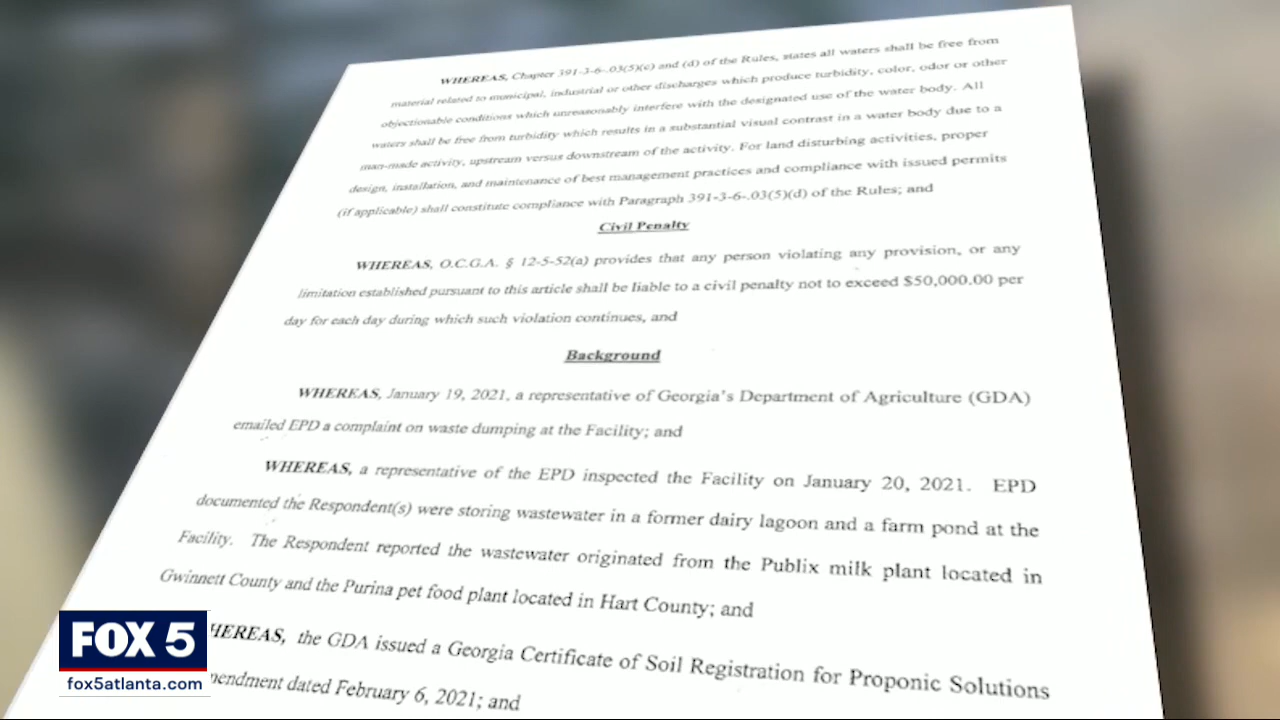 WHEREAS, Chapter 391-3-6-.03(5)(c) and (d) of the Rules, states all waters shall be free from
material related to municipal, industrial or other discharges which produce turbidity, color, odor or other
objectionable conditions which unreasonably interfere with the designated use of the water body. All
waters shall be free from turbidity which results in a substantial visual contrast in a water body due to a
man-made activity, upstream versus downstream of the activity. For land disturbing activities, proper
design, installation, and maintenance of best management practices and compliance with issued permits
(if applicable) shall constitute compliance with Paragraph 391-3-6-.03(5)(d) of the Rules; and
Civil Penalty
WHEREAS, O.C.G.A. § 12-5-52(a) provides that any person violating any provision, or any
limitation established pursuant to this article shall be liable to a civil penalty not to exceed $50,000.00 per
day for each day during which such violation continues, and
Background
WHEREAS, January 19, 2021, a representative of Georgia's Department of Agriculture (GDA)
emailed EPD a complaint on waste dumping at the Facility; and
WHEREAS, a representative of the EPD inspected the Facility on January 20, 2021. EPD
documented the Respondent(s) were storing wastewater in a former dairy lagoon and a farm pond at the
Facility. The Respondent reported the wastewater originated from the Publix milk plant located in
Gwinnett County and the Purina pet food plant located in Hart County; and
HEREAS, the GDA issued a Georgia Certificate of Soil Registration for Proponic Solutions
endment dated February 6, 2021; and
FOX 5
fox5atlanta.com